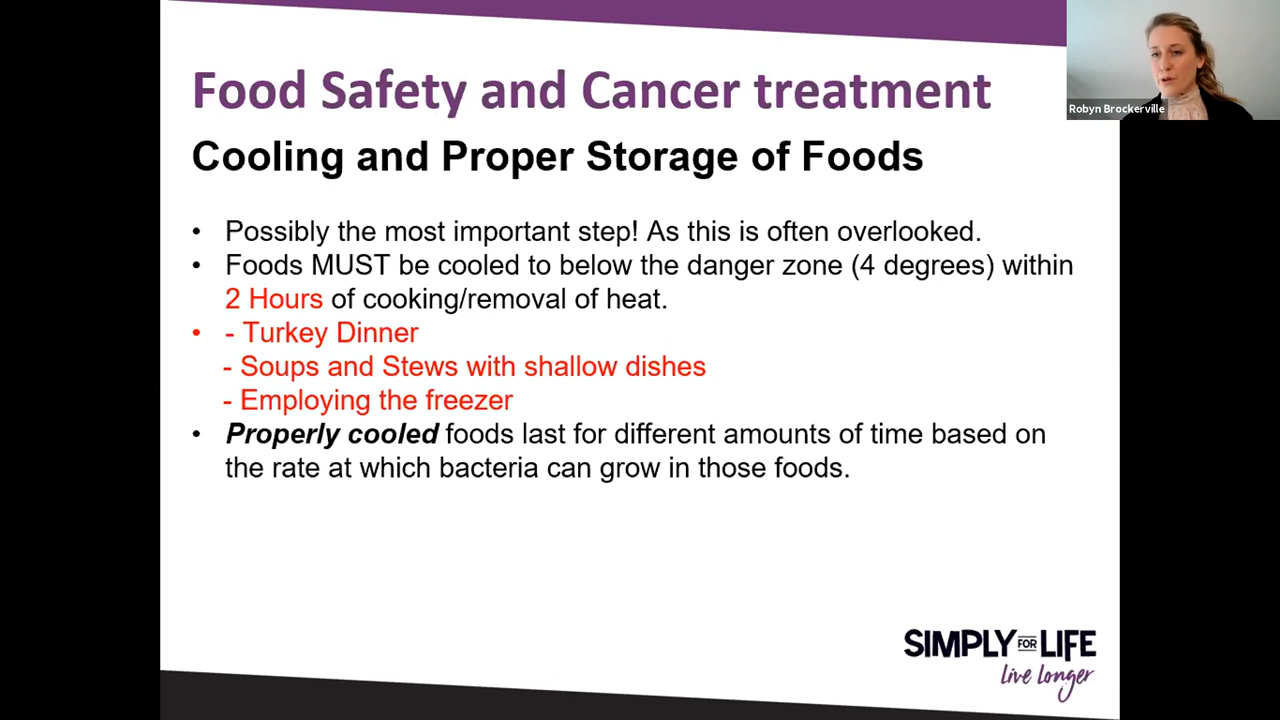 Food Safety and Cancer treatment
Robyn Brockerville
Cooling and Proper Storage of Foods
• Possibly the most important step! As this is often overlooked.
• Foods MUST be cooled to below the danger zone (4 degrees) within
2 Hours of cooking/removal of heat.
• - Turkey Dinner
- Soups and Stews with shallow dishes
- Employing the freezer
• Properly cooled foods last for different amounts of time based on
the rate at which bacteria can grow in those foods.
SIMPLY FOR LIFE
live longer